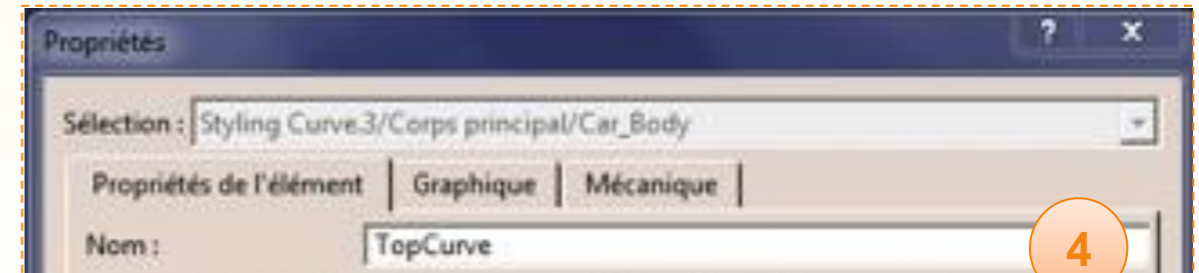 Propriétés ? x
Sélection : Styling Curve.3/Corps principal/Car_Body
Propriétés de l'élément Graphique Mécanique
Nom : TopCurve
4